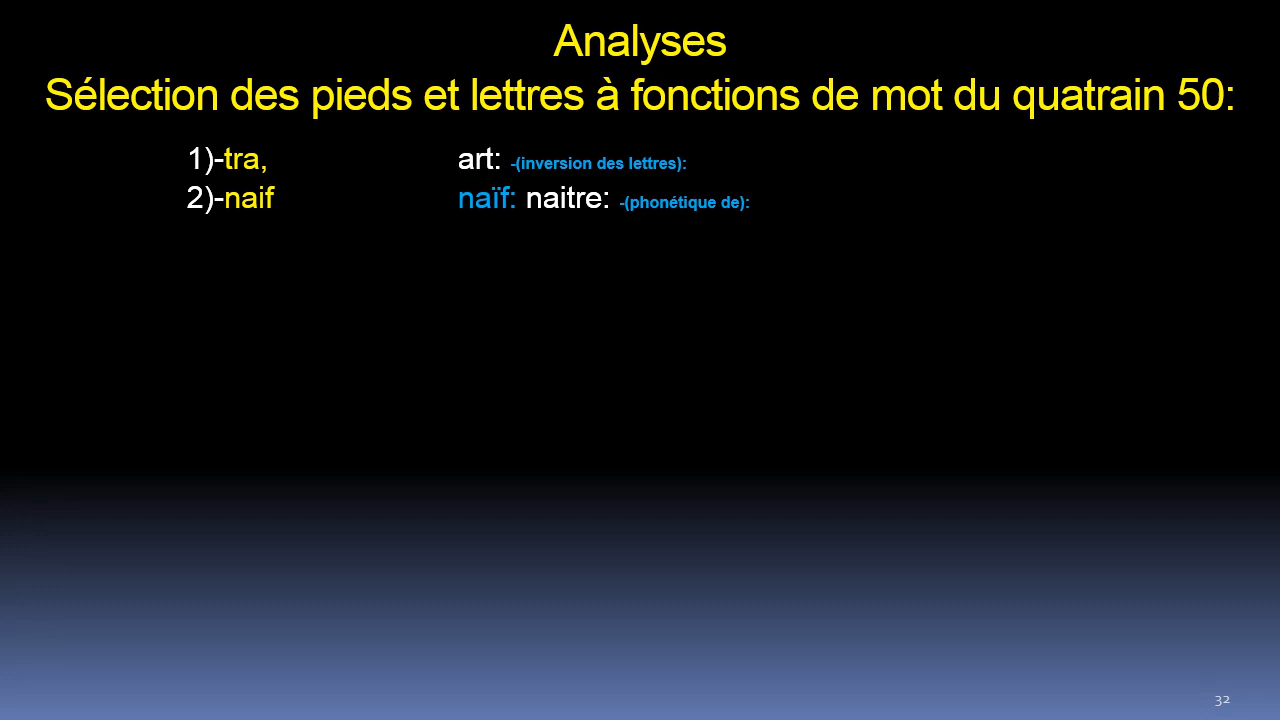 Analyses
Sélection des pieds et lettres à fonctions de mot du quatrain 50:
1)-tra, art: -(inversion des lettres):
2)-naif naïf: naitre: -(phonétique de):
32